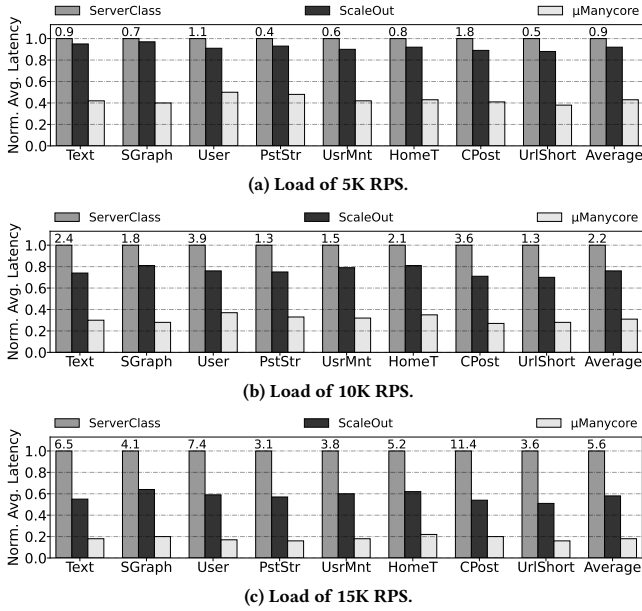 ServerClass ScaleOut µManycore
Norm. Avg. Latency
1.0 0.8 0.6 0.4 0.2 0.0
0.9 0.7 1.1 0.4 0.6 0.8 1.8 0.5 0.9
Text SGraph User PstStr UsrMnt HomeT CPost UrlShort Average
(a) Load of 5K RPS.
ServerClass ScaleOut µManycore
Norm. Avg. Latency
1.0 0.8 0.6 0.4 0.2 0.0
2.4 1.8 3.9 1.3 1.5 2.1 3.6 1.3 2.2
Text SGraph User PstStr UsrMnt HomeT CPost UrlShort Average
(b) Load of 10K RPS.
ServerClass ScaleOut µManycore
Norm. Avg. Latency
1.0 0.8 0.6 0.4 0.2 0.0
6.5 4.1 7.4 3.1 3.8 5.2 11.4 3.6 5.6
Text SGraph User PstStr UsrMnt HomeT CPost UrlShort Average
(c) Load of 15K RPS.